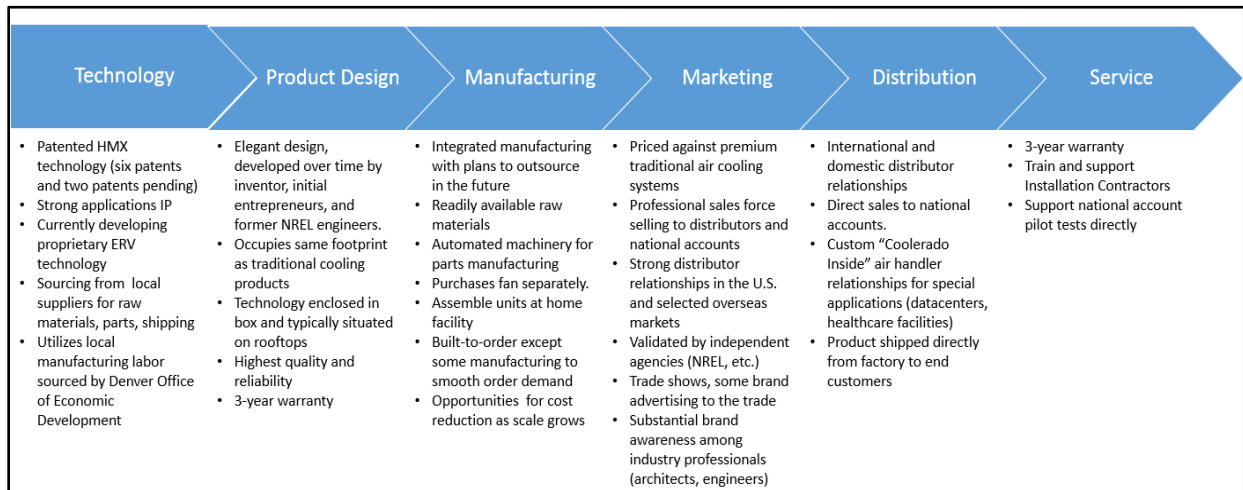 Technology
Product Design
Manufacturing
Marketing
Distribution
Service
• Patented HMX
technology (six patents
and two patents pending)
• Strong applications IP
• Currently developing
proprietary ERV
technology
• Sourcing from local
suppliers for raw
materials, parts, shipping
• Utilizes local
manufacturing labor
sourced by Denver Office
of Economic
Development
• Elegant design,
developed over time by
inventor, initial
entrepreneurs, and
former NREL engineers.
• Occupies same footprint
as traditional cooling
products
• Technology enclosed in
box and typically situated
on rooftops
• Highest quality and
reliability
• 3-year warranty
• Integrated manufacturing
with plans to outsource
in the future
• Readily available raw
materials
• Automated machinery for
parts manufacturing
• Purchases fan separately.
• Assemble units at home
facility
• Built-to-order except
some manufacturing to
smooth order demand
• Opportunities for cost
reduction as scale grows
• Priced against premium
traditional air cooling
systems
• Professional sales force
selling to distributors and
national accounts
• Strong distributor
relationships in the U.S.
and selected overseas
markets
• Validated by independent
agencies (NREL, etc.)
• Trade shows, some brand
advertising to the trade
• Substantial brand
awareness among
industry professionals
(architects, engineers)
• International and
domestic distributor
relationships
• Direct sales to national
accounts.
• Custom “Coolerado
Inside” air handler
relationships for special
applications (datacenters,
healthcare facilities)
• Product shipped directly
from factory to end
customers
• 3-year warranty
• Train and support
Installation Contractors
• Support national account
pilot tests directly